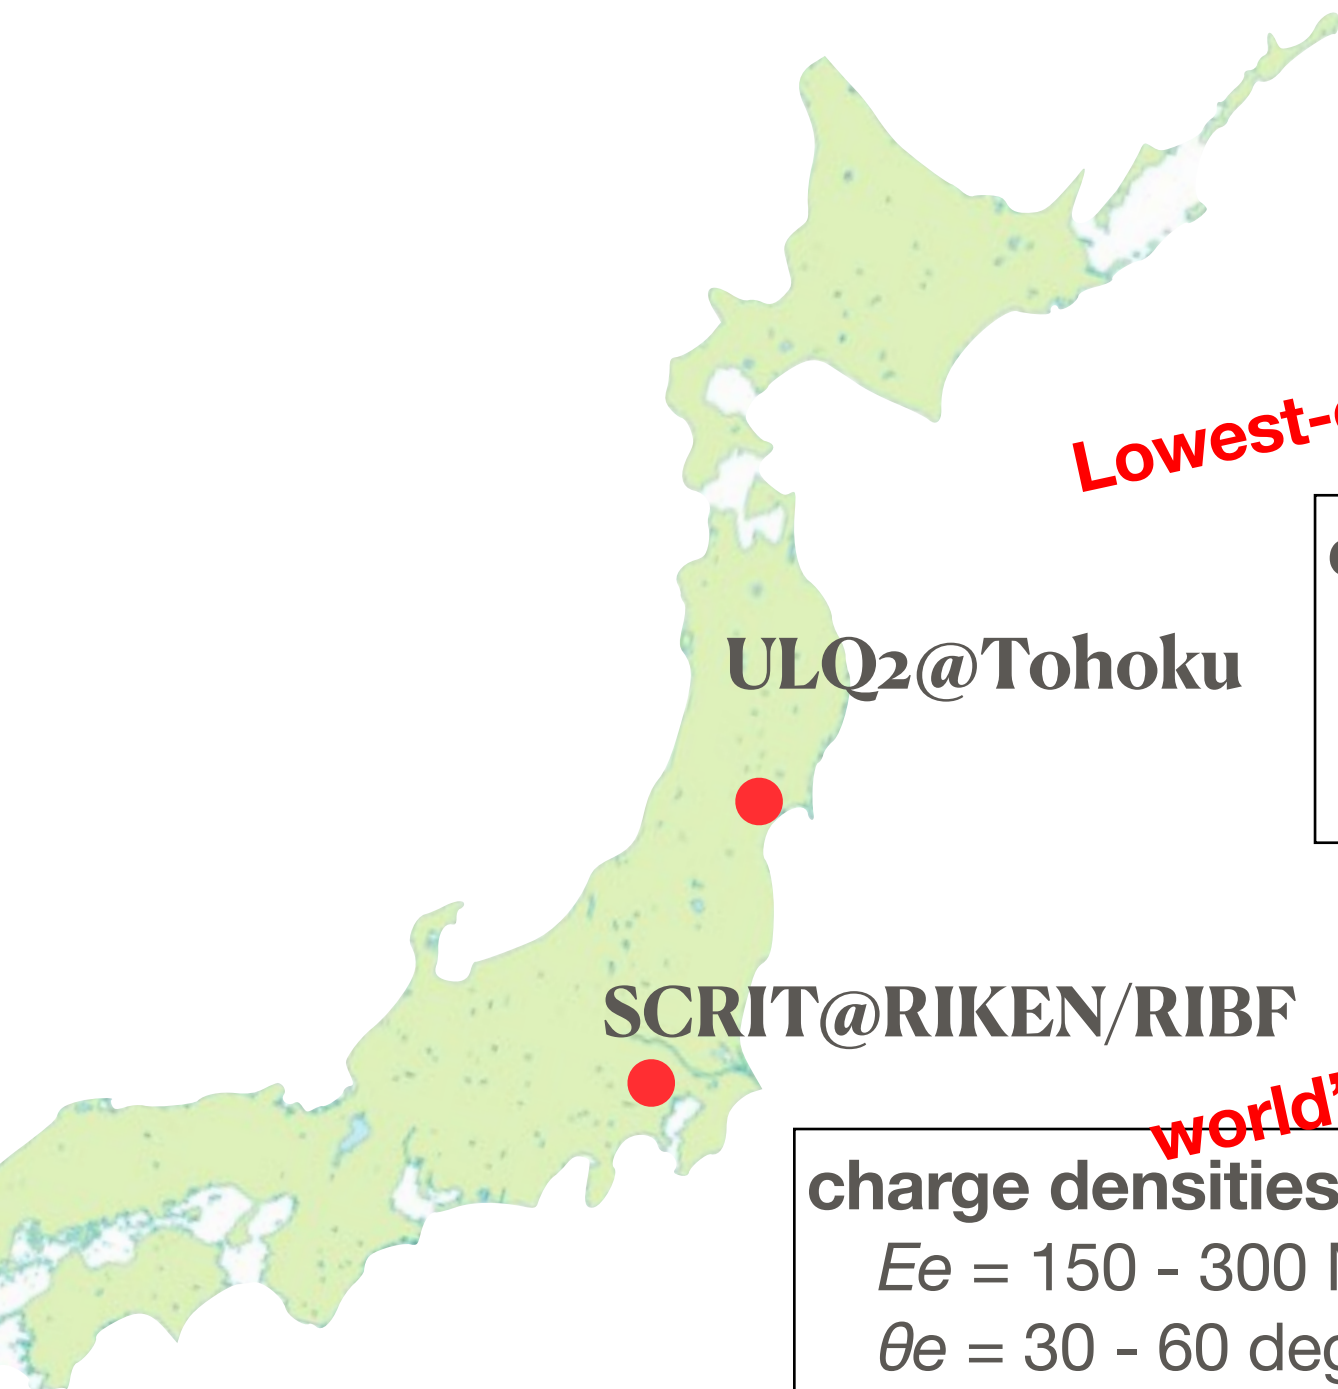 Lowest-
ULQ2@Tohoku
SCRIT@RIKEN/RIBF
world'
charge densities
Ee = 150 - 300
θe = 30 - 60 deg